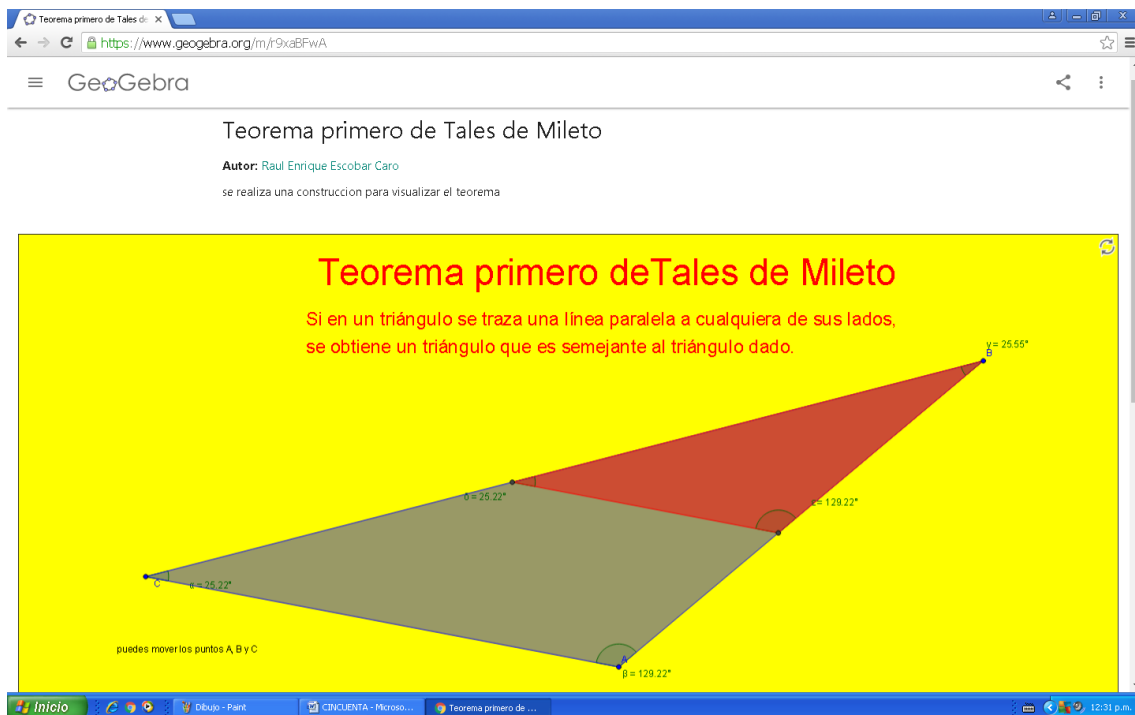 Teorema primero de Tales de
https://www.geogebra.org/m/r9xaBFwA
GeoGebra
Teorema primero de Tales de Mileto
Autor: Raul Enrique Escobar Caro
se realiza una construccion para visualizar el teorema
Teorema primero deTales de Mileto
Si en un triángulo se traza una línea paralela a cualquiera de sus lados,
se obtiene un triángulo que es semejante al triángulo dado.
γ = 25.55°
B
δ = 25.22°
ε = 129.22°
C
α = 25.22°
puedes mover los puntos A, B y C
A
β = 129.22°
Inicio
Dibujo - Paint
CINCUENTA - Microso...
Teorema primero de ...
12:31 p.m.